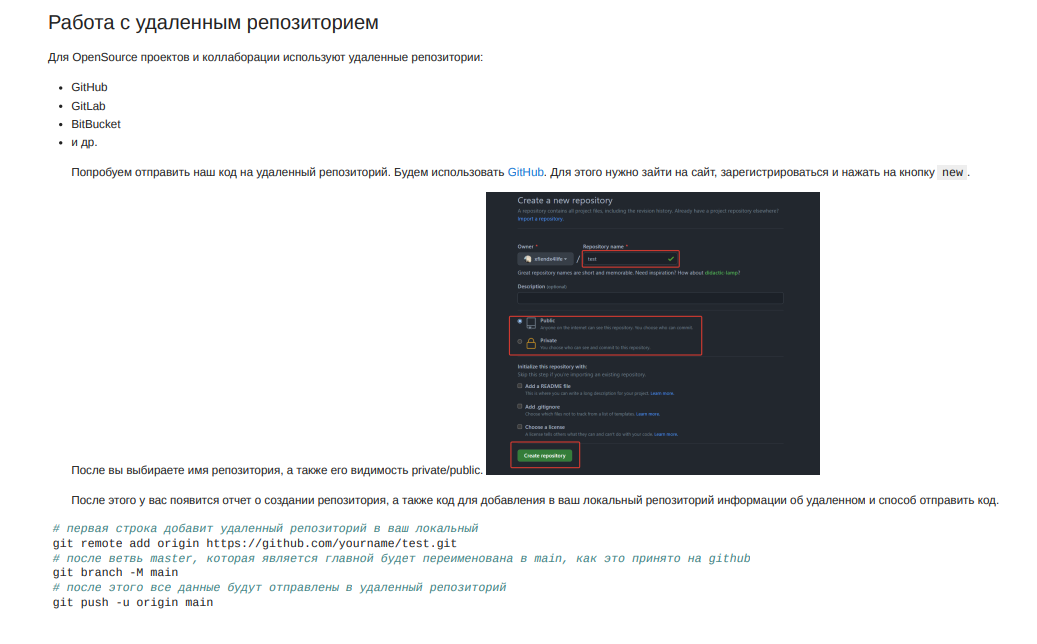 Работа с удаленным репозиторием
Для OpenSource проектов и коллаборации используют удаленные репозитории:
• GitHub
• GitLab
• BitBucket
• и др.
Попробуем отправить наш код на удаленный репозиторий. Будем использовать GitHub. Для этого нужно зайти на сайт, зарегистрироваться и нажать на кнопку new .
Create a new repository
A repository contains all project files, including the revision history. Already have a project repository elsewhere?
Import a repository.
Owner * Repository name *
/ test
Great repository names are short and memorable. Need inspiration? How about didactic-lamp?
Description (optional)
Public
Anyone on the internet can see this repository. You choose who can commit.
Private
You choose who can see and commit to this repository.
Initialize this repository with:
Skip this step if you're importing an existing repository.
Add a README file
This is where you can write a long description for your project. Learn more.
Add .gitignore
Choose which files not to track from a list of templates. Learn more.
Choose a license
A license tells others what they can and can't do with your code. Learn more.
Create repository
После вы выбираете имя репозитория, а также его видимость private/public.
После этого у вас появится отчет о создании репозитория, а также код для добавления в ваш локальный репозиторий информации об удаленном и способ отправить код.
# первая строка добавит удаленный репозиторий в ваш локальный
git remote add origin https://github.com/yourname/test.git
# после ветвь master, которая является главной будет переименована в main, как это принято на github
git branch -M main
# после этого все данные будут отправлены в удаленный репозиторий
git push -u origin main